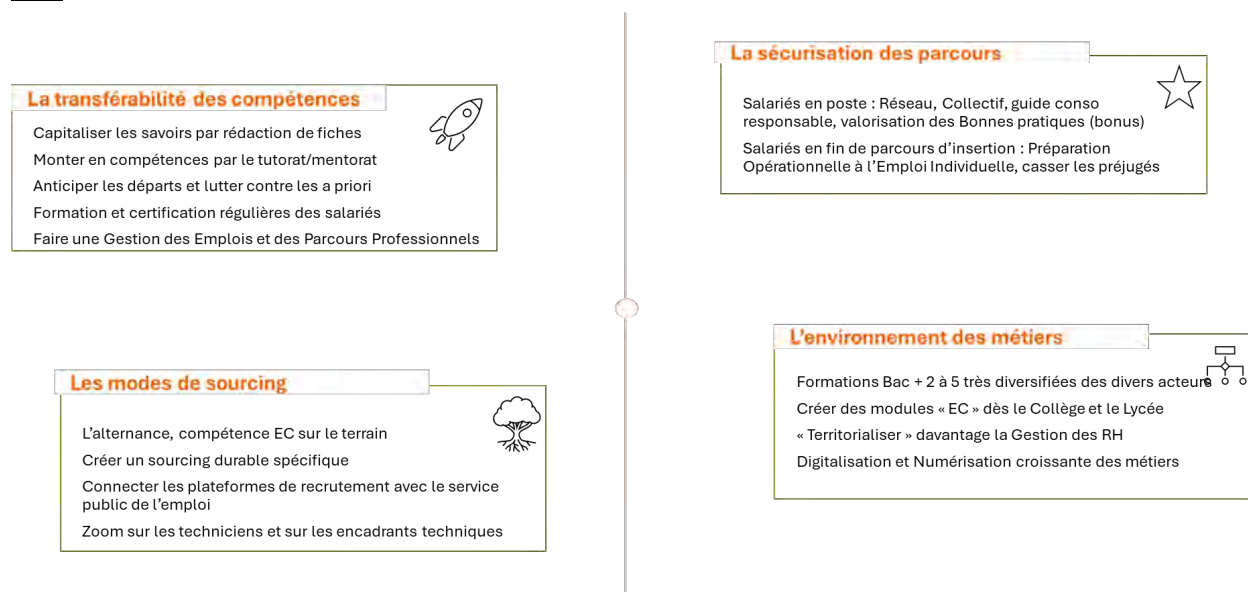 La transférabilité des compétences
Capitaliser les savoirs par rédaction de fiches
Monter en compétences par le tutorat/mentorat
Anticiper les départs et lutter contre les a priori
Formation et certification régulières des salariés
Faire une Gestion des Emplois et des Parcours Professionnels
Les modes de sourcing
L’alternance, compétence EC sur le terrain
Créer un sourcing durable spécifique
Connecter les plateformes de recrutement avec le service
public de l’emploi
Zoom sur les techniciens et sur les encadrants techniques
La sécurisation des parcours
Salariés en poste : Réseau, Collectif, guide conso
responsable, valorisation des Bonnes pratiques (bonus)
Salariés en fin de parcours d’insertion : Préparation
Opérationnelle à l’Emploi Individuelle, casser les préjugés
L’environnement des métiers
Formations Bac + 2 à 5 très diversifiées des divers acteurs
Créer des modules « EC » dès le Collège et le Lycée
« Territorialiser » davantage la Gestion des RH
Digitalisation et Numérisation croissante des métiers